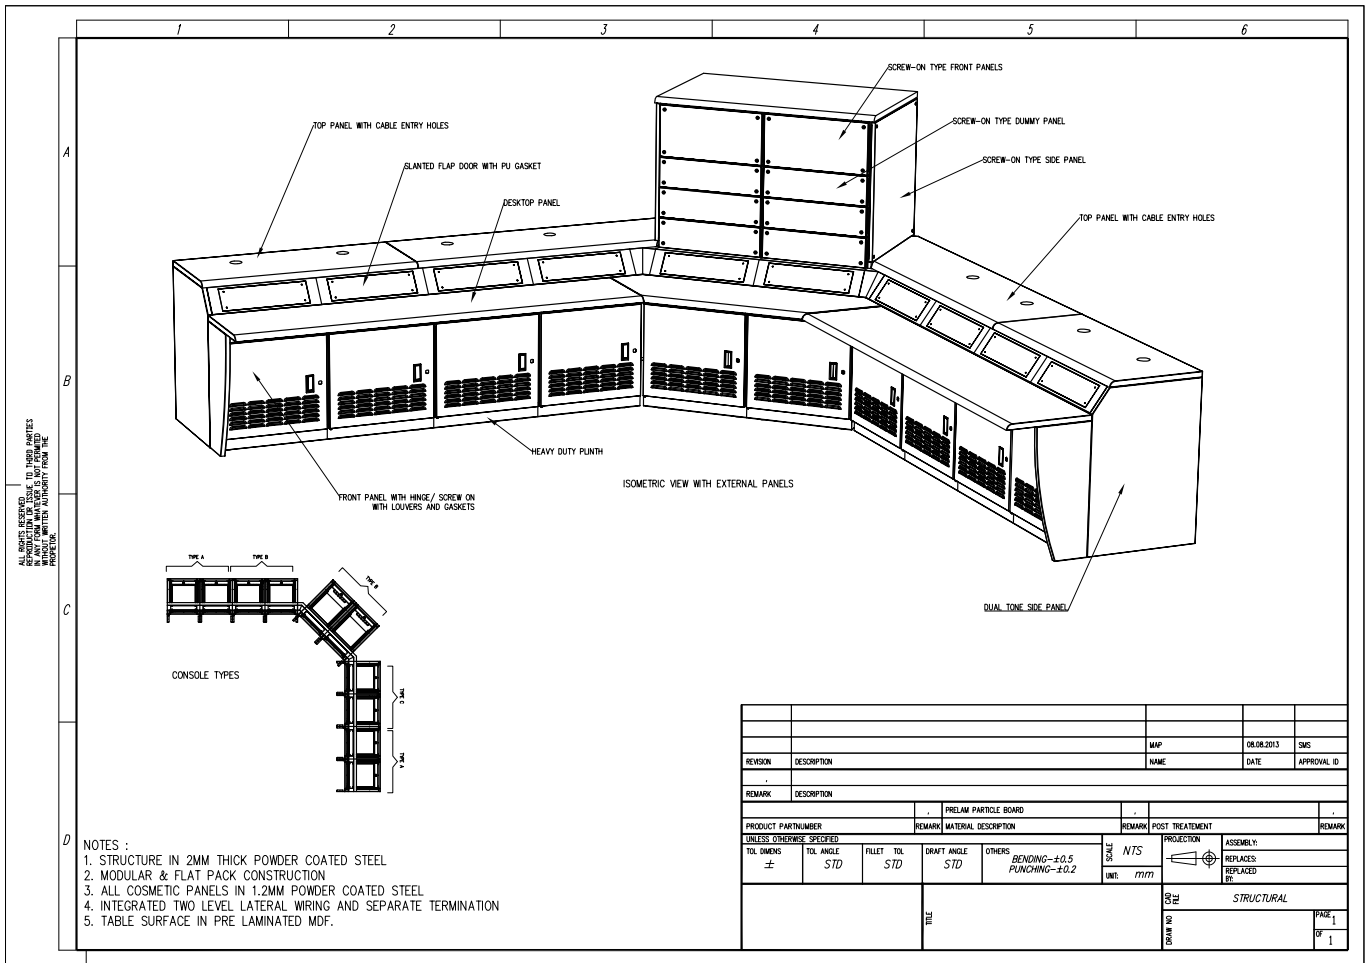 1 2 3 4 5 6
A
B
C
D
SCREW-ON TYPE FRONT PANELS
SCREW-ON TYPE DUMMY PANEL
SCREW-ON TYPE SIDE PANEL
TOP PANEL WITH CABLE ENTRY HOLES
SLANTED FLAP DOOR WITH PU GASKET
DESKTOP PANEL
TOP PANEL WITH CABLE ENTRY HOLES
HEAVY DUTY PLINTH
ISOMETRIC VIEW WITH EXTERNAL PANELS
FRONT PANEL WITH HINGE/ SCREW ON
WITH LOUVERS AND GASKETS
DUAL TONE SIDE PANEL
ALL RIGHTS RESERVED
REPRODUCTION OR ISSUE TO THIRD PARTIES
IN ANY FORM WHATEVER IS NOT PERMITED
WITHOUT WRITTEN AUTHORITY FROM THE
PROPIETOR.
TYPE A
TYPE B
TYPE B
TYPE C
TYPE A
CONSOLE TYPES
NOTES :
1. STRUCTURE IN 2MM THICK POWDER COATED STEEL
2. MODULAR & FLAT PACK CONSTRUCTION
3. ALL COSMETIC PANELS IN 1.2MM POWDER COATED STEEL
4. INTEGRATED TWO LEVEL LATERAL WIRING AND SEPARATE TERMINATION
5. TABLE SURFACE IN PRE LAMINATED MDF.
MAP 08.08.2013 SMS
REVISION DESCRIPTION NAME DATE APPROVAL ID
REMARK DESCRIPTION
PRELAM PARTICLE BOARD
PRODUCT PARTNUMBER REMARK MATERIAL DESCRIPTION REMARK POST TREATEMENT REMARK
UNLESS OTHERWISE SPECIFIED
TOL DIMENS TOL ANGLE FILLET TOL DRAFT ANGLE OTHERS
± STD STD STD
BENDING-±0.5
PUNCHING-±0.2
SCALE NTS
UNIT: mm
PROJECTION
ASSEMBLY:
REPLACES:
REPLACED
BY:
CAD
FILE
STRUCTURAL
TITLE
DRAW NO
PAGE 1
OF 1